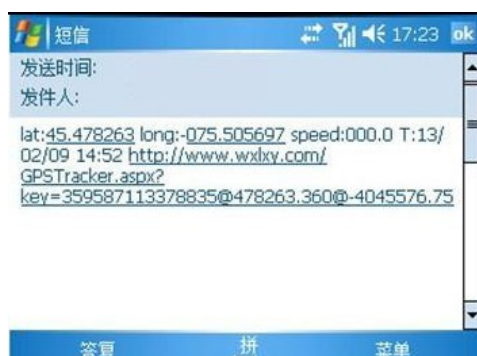 短信 17:23 ok
发送时间:
发件人:
lat:45.478263 long:-075.505697 speed:000.0 T:13/
02/09 14:52 http://www.wxlxy.com/
GPSTracker.aspx?
key=359587113378835@478263.360@-4045576.75
答复 拼 菜单